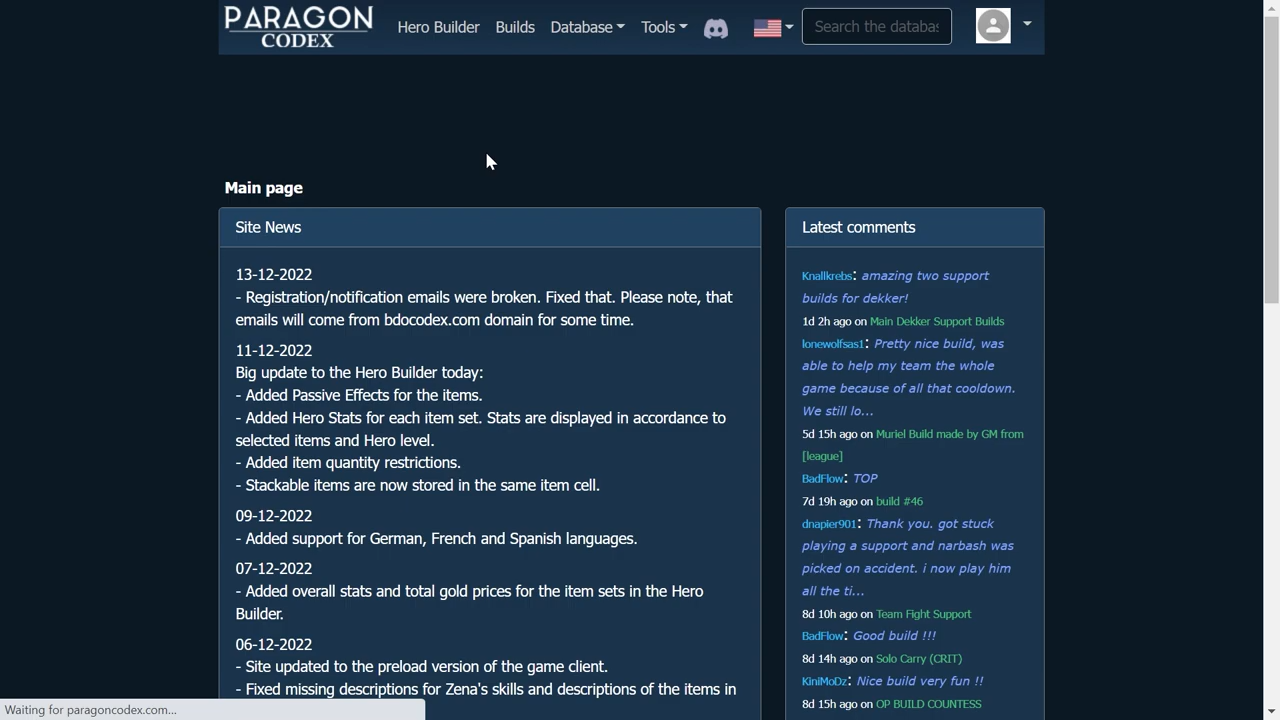 PARAGON
CODEX
Hero Builder
Builds
Database
Tools
Search the databas
Main page
Site News
13-12-2022
- Registration/notification emails were broken. Fixed that. Please note, that
emails will come from bdocodex.com domain for some time.
11-12-2022
Big update to the Hero Builder today:
- Added Passive Effects for the items.
- Added Hero Stats for each item set. Stats are displayed in accordance to
selected items and Hero level.
- Added item quantity restrictions.
- Stackable items are now stored in the same item cell.
09-12-2022
- Added support for German, French and Spanish languages.
07-12-2022
- Added overall stats and total gold prices for the item sets in the Hero
Builder.
06-12-2022
- Site updated to the preload version of the game client.
- Fixed missing descriptions for Zena's skills and descriptions of the items in
Latest comments
Knallkrebs: amazing two support
builds for dekker!
1d 2h ago on Main Dekker Support Builds
lonewolfsas1: Pretty nice build, was
able to help my team the whole
game because of all that cooldown.
We still lo...
5d 15h ago on Muriel Build made by GM from
[league]
BadFlow: TOP
7d 19h ago on build #46
dnapier901: Thank you. got stuck
playing a support and narbash was
picked on accident. i now play him
all the ti...
8d 10h ago on Team Fight Support
BadFlow: Good build !!!
8d 14h ago on Solo Carry (CRIT)
KiniMoDz: Nice build very fun !!
8d 15h ago on OP BUILD COUNTESS
Waiting for paragoncodex.com...